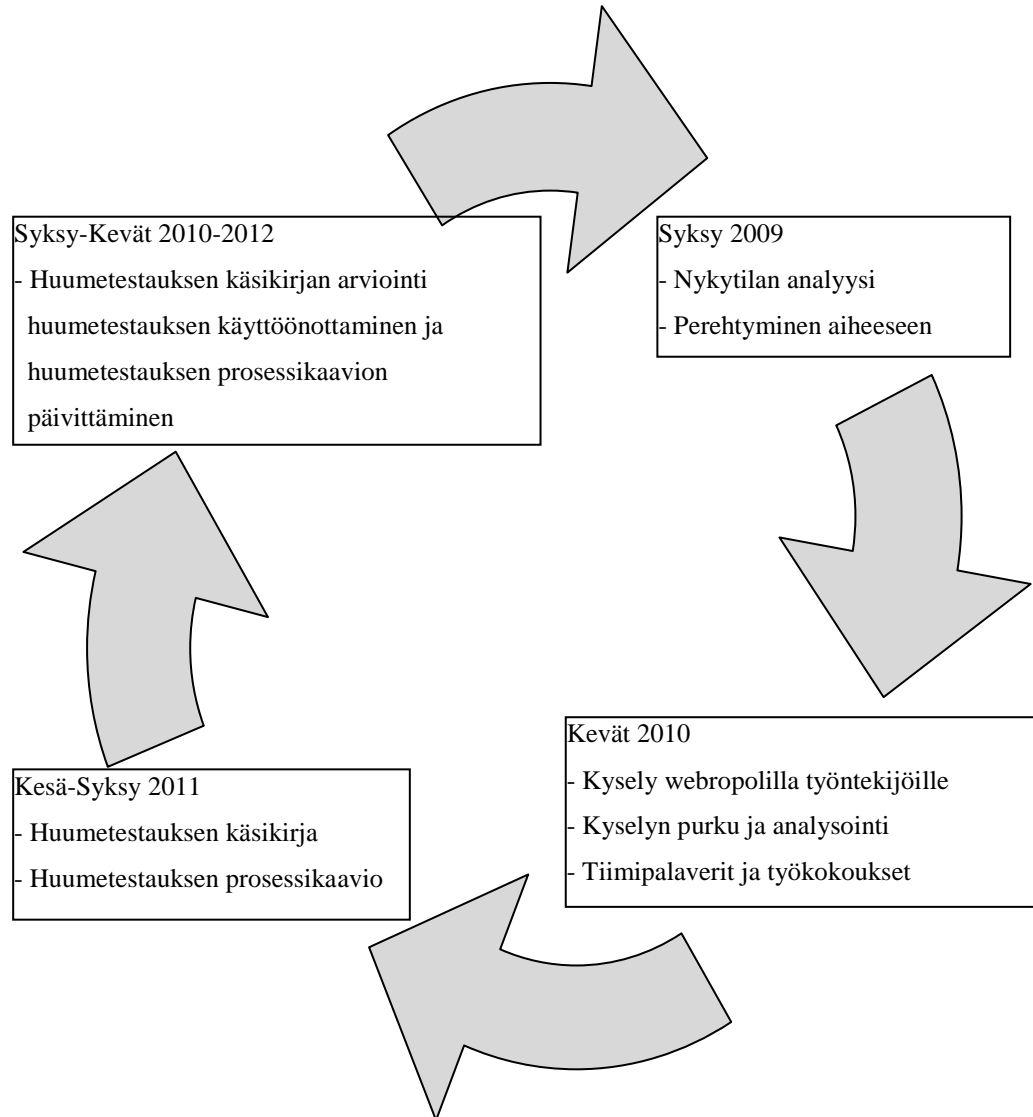 Syksy-Kevät 2010-2012
- Huumetestauksen käsikirjan arviointi
huumetestauksen käyttöönottaminen ja
huumetestauksen prosessikaavion
päivittäminen
Syksy 2009
- Nykytilan analyysi
- Perehtyminen aiheeseen
Kevät 2010
- Kysely webropolilla työntekijöille
- Kyselyn purku ja analysointi
- Tiimipalaverit ja työkokoukset
Kesä-Syksy 2011
- Huumetestauksen käsikirja
- Huumetestauksen prosessikaavio